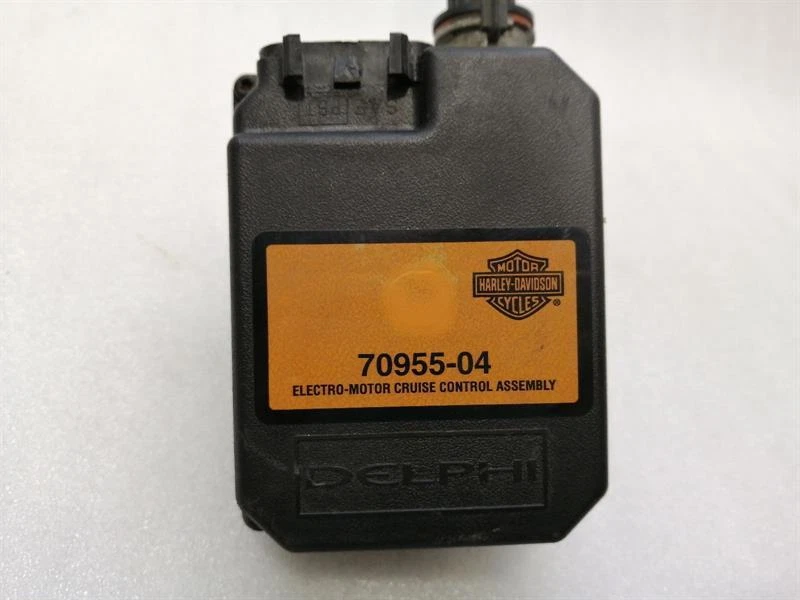 MOTOR
HARLEY-DAVIDSON
CYCLES
®
70955-04
ELECTRO-MOTOR CRUISE CONTROL ASSEMBLY
DELPHI